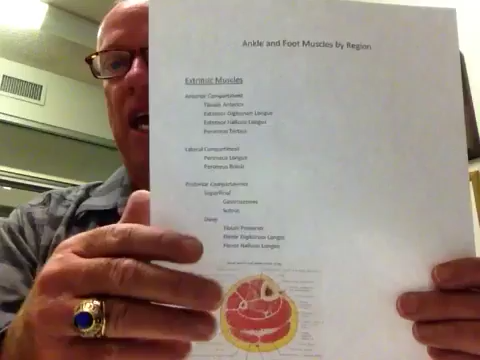 Ankle and Foot Muscles by Region
Extrinsic Muscles
Anterior Compartment
Tibialis Anterior
Extensor Digitorum Longus
Extensor Hallucis Longus
Peroneus Tertius
Lateral Compartment
Peroneus Longus
Peroneus Brevis
Posterior Compartment
Superficial
Gastrocnemius
Soleus
Deep
Tibialis Posterior
Flexor Digitorum Longus
Flexor Hallucis Longus